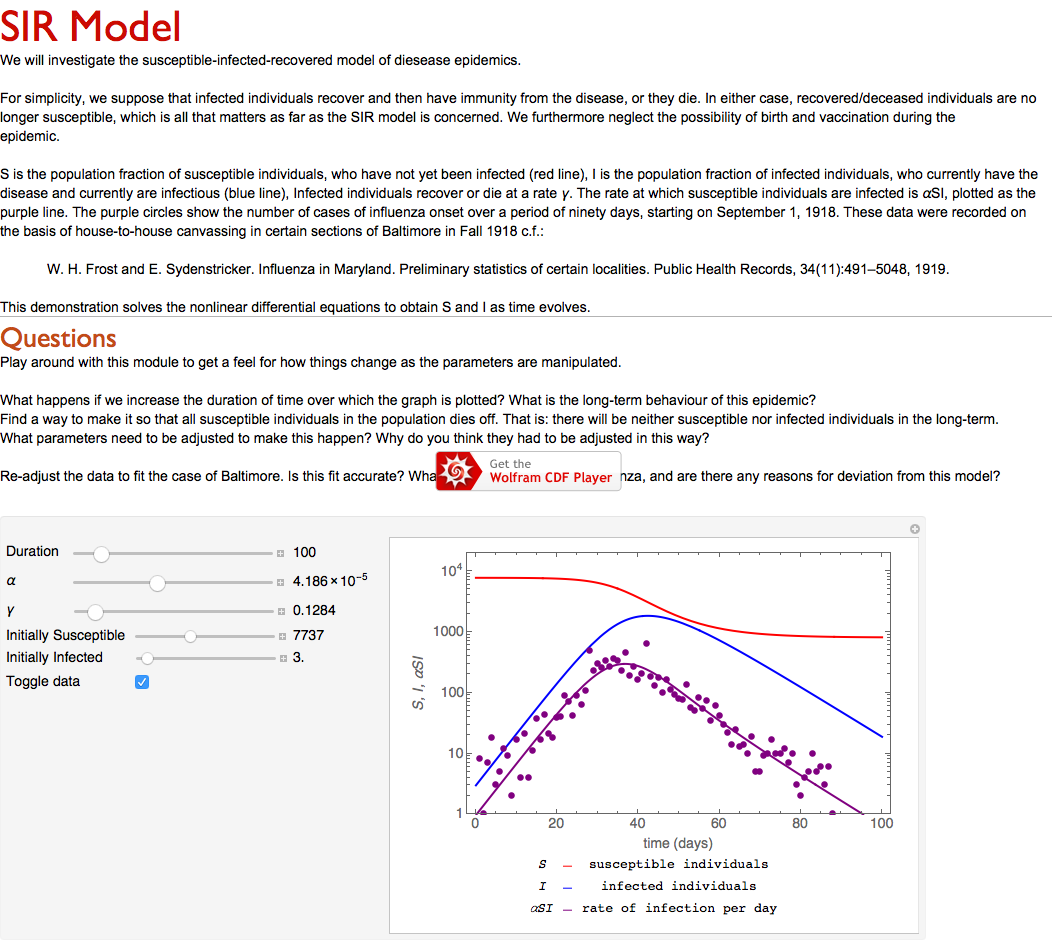 SIR Model
We will investigate the susceptible-infected-recovered model of diesease epidemics.
For simplicity, we suppose that infected individuals recover and then have immunity from the disease, or they die. In either case, recovered/deceased individuals are no
longer susceptible, which is all that matters as far as the SIR model is concerned. We furthermore neglect the possibility of birth and vaccination during the
epidemic.
S is the population fraction of susceptible individuals, who have not yet been infected (red line), I is the population fraction of infected individuals, who currently have the
disease and currently are infectious (blue line), Infected individuals recover or die at a rate γ. The rate at which susceptible individuals are infected is αSI, plotted as the
purple line. The purple circles show the number of cases of influenza onset over a period of ninety days, starting on September 1, 1918. These data were recorded on
the basis of house-to-house canvassing in certain sections of Baltimore in Fall 1918 c.f.:
W. H. Frost and E. Sydenstricker. Influenza in Maryland. Preliminary statistics of certain localities. Public Health Records, 34(11):491–5048, 1919.
This demonstration solves the nonlinear differential equations to obtain S and I as time evolves.
Questions
Play around with this module to get a feel for how things change as the parameters are manipulated.
What happens if we increase the duration of time over which the graph is plotted? What is the long-term behaviour of this epidemic?
Find a way to make it so that all susceptible individuals in the population dies off. That is: there will be neither susceptible nor infected individuals in the long-term.
What parameters need to be adjusted to make this happen? Why do you think they had to be adjusted in this way?
Re-adjust the data to fit the case of Baltimore. Is this fit accurate? Wha nza, and are there any reasons for deviation from this model?
Get the
Wolfram CDF Player
Duration 100
α 4.186 × 10⁻⁵
γ 0.1284
Initially Susceptible 7737
Initially Infected 3.
Toggle data
S, I, αSI
10⁴
1000
100
10
1
0 20 40 60 80 100
time (days)
S — susceptible individuals
I — infected individuals
αSI — rate of infection per day